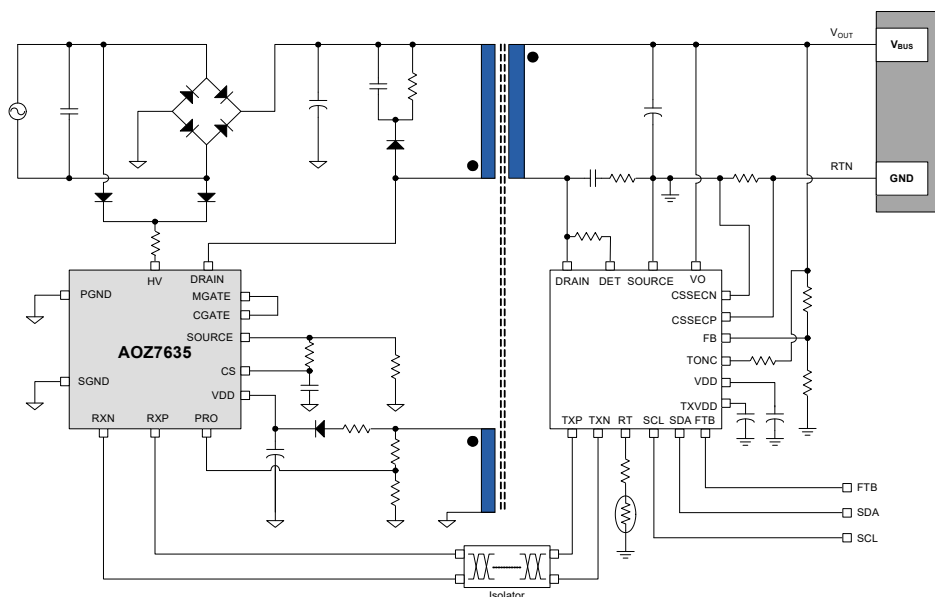 VOUT
VBUS
RTN
GND
HV
DRAIN
PGND
MGATE
CGATE
SOURCE
AOZ7635
CS
SGND
VDD
RXN
RXP
PRO
DRAIN
DET
SOURCE
VO
CSSECN
CSSECP
FB
TONC
VDD
TXVDD
TXP
TXN
RT
SCL
SDA
FTB
FTB
SDA
SCL
Isolator